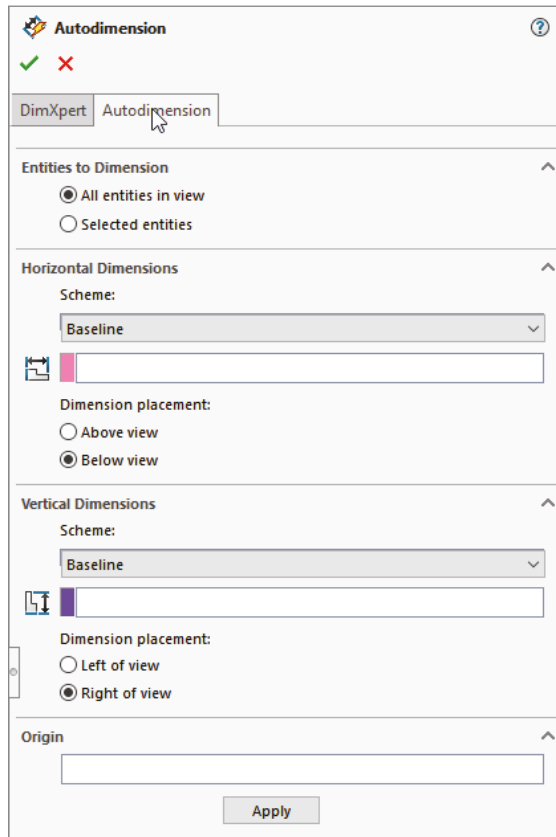 Autodimension
DimXpert Autodimension
Entities to Dimension
All entities in view
Selected entities
Horizontal Dimensions
Scheme:
Baseline
Dimension placement:
Above view
Below view
Vertical Dimensions
Scheme:
Baseline
Dimension placement:
Left of view
Right of view
Origin
Apply